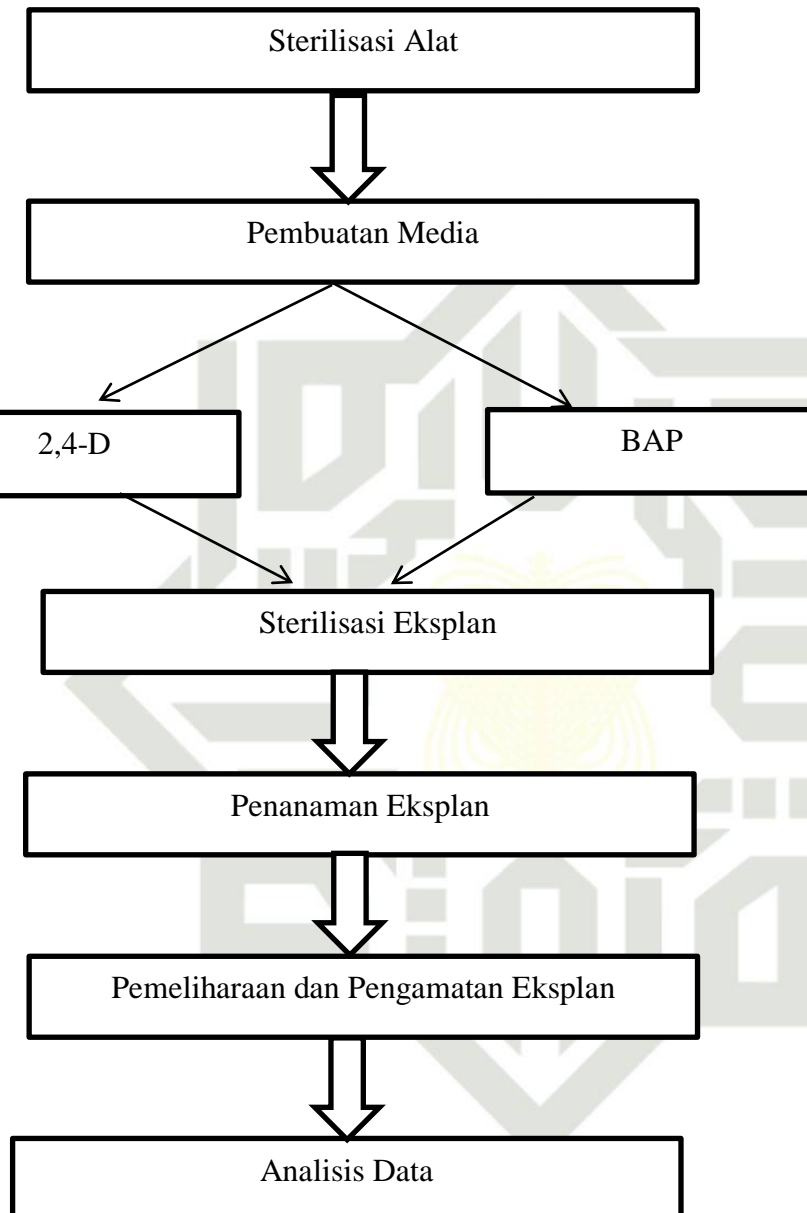 Sterilisasi Alat
Pembuatan Media
2,4-D
BAP
Sterilisasi Eksplan
Penanaman Eksplan
Pemeliharaan dan Pengamatan Eksplan
Analisis Data